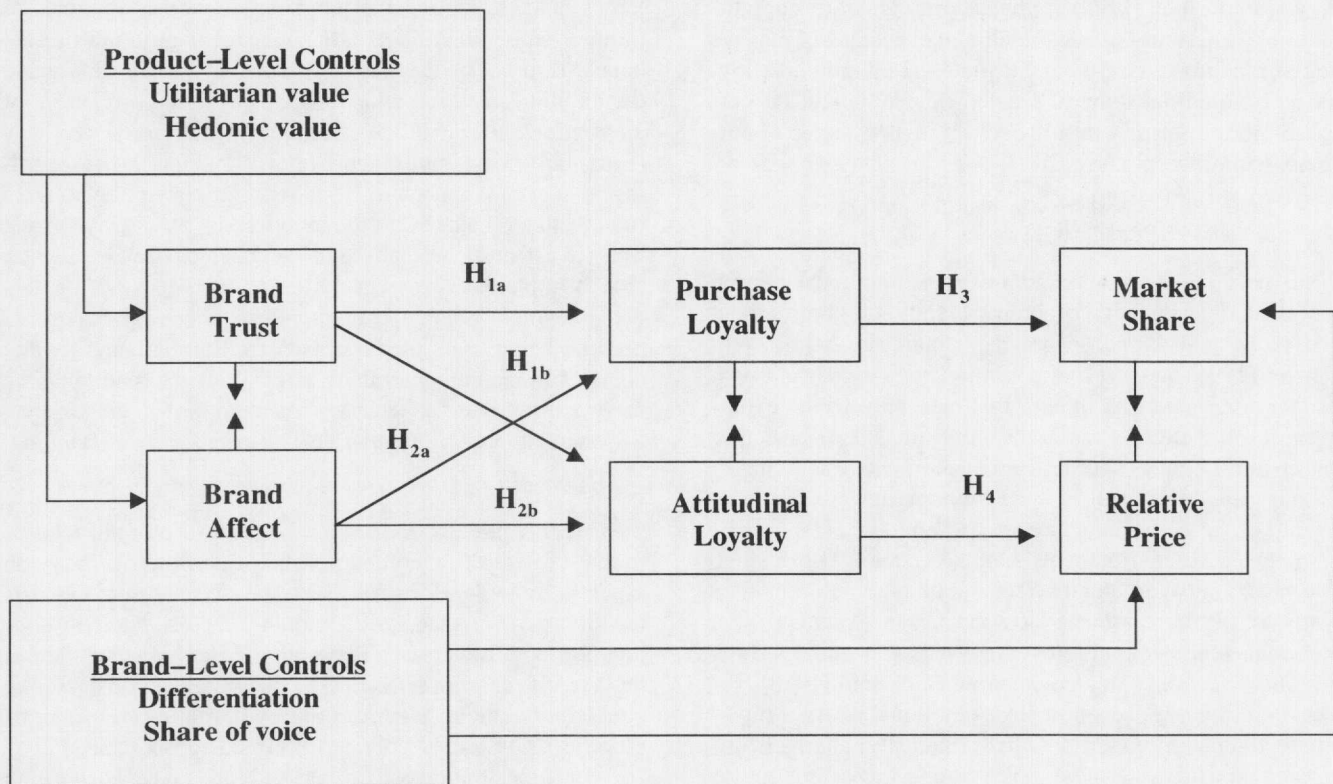 Product–Level Controls
Utilitarian value
Hedonic value
Brand
Trust
H1a
Purchase
Loyalty
H3
Market
Share
H1b
H2a
Brand
Affect
H2b
Attitudinal
Loyalty
H4
Relative
Price
Brand–Level Controls
Differentiation
Share of voice